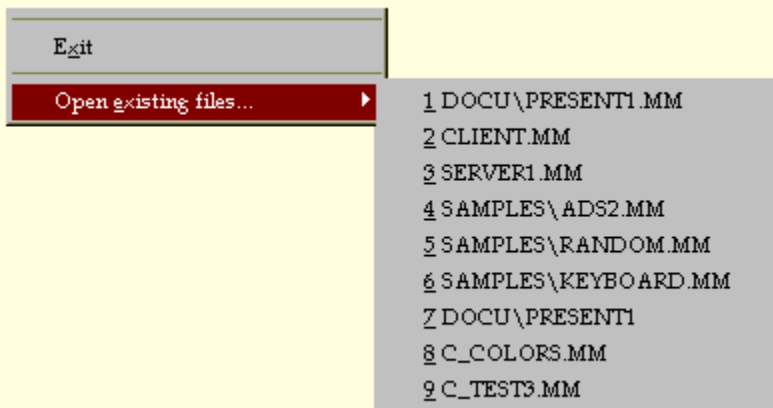 Exit
Open existing files...
1 DOCU\PRESENT1.MM
2 CLIENT.MM
3 SERVER1.MM
4 SAMPLES\ADS2.MM
5 SAMPLES\RANDOM.MM
6 SAMPLES\KEYBOARD.MM
7 DOCU\PRESENT1
8 C_COLORS.MM
9 C_TEST3.MM